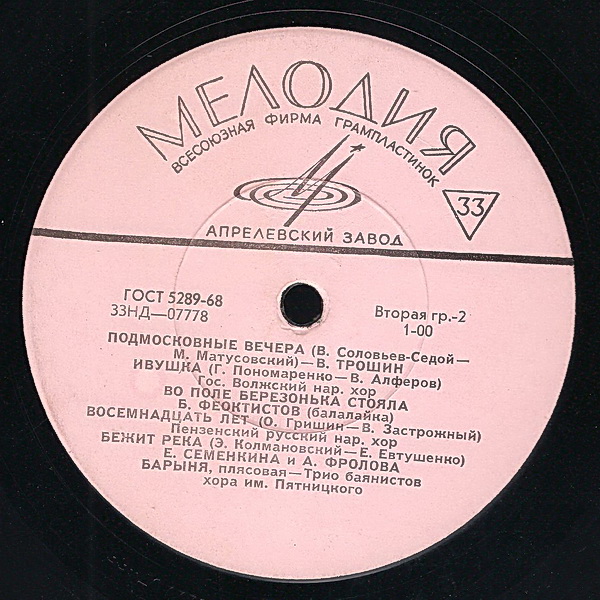 МЕЛОДИЯ
ВСЕСОЮЗНАЯ ФИРМА ГРАМПЛАСТИНОК
33
АПРЕЛЕВСКИЙ ЗАВОД
ГОСТ 5289-68
33НД—07778
Вторая гр.-2
1-00
ПОДМОСКОВНЫЕ ВЕЧЕРА (В. Соловьев-Седой—
М. Матусовский)—В. ТРОШИН
ИВУШКА (Г. Пономаренко—В. Алферов)
Гос. Волжский нар. хор
ВО ПОЛЕ БЕРЕЗОНЬКА СТОЯЛА
Б. ФЕОКТИСТОВ (балалайка)
ВОСЕМНАДЦАТЬ ЛЕТ (О. Гришин—В. Застрожный)
Пензенский русский нар. хор
БЕЖИТ РЕКА (Э. Колмановский—Е. Евтушенко)
Е. СЕМЕНКИНА и А. ФРОЛОВА
БАРЫНЯ, плясовая—Трио баянистов
хора им. Пятницкого